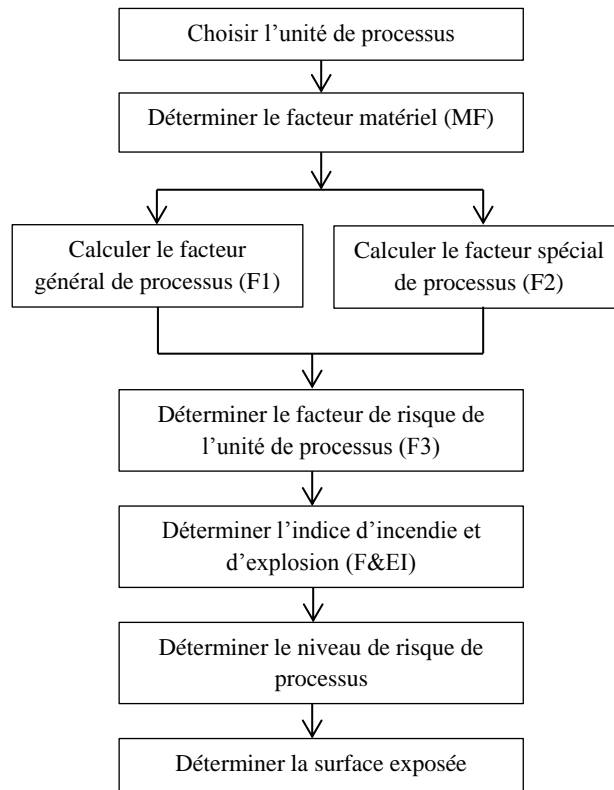 Choisir l’unité de processus
Déterminer le facteur matériel (MF)
Calculer le facteur
général de processus (F1)
Calculer le facteur spécial
de processus (F2)
Déterminer le facteur de risque de
l’unité de processus (F3)
Déterminer l’indice d’incendie et
d’explosion (F&EI)
Déterminer le niveau de risque de
processus
Déterminer la surface exposée